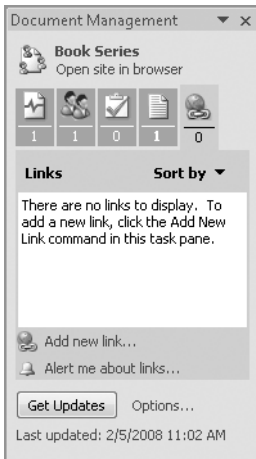 Document Management
Book Series
Open site in browser
1 1 0 1 0
Links Sort by
There are no links to display. To
add a new link, click the Add New
Link command in this task pane.
Add new link...
Alert me about links...
Get Updates Options...
Last updated: 2/5/2008 11:02 AM